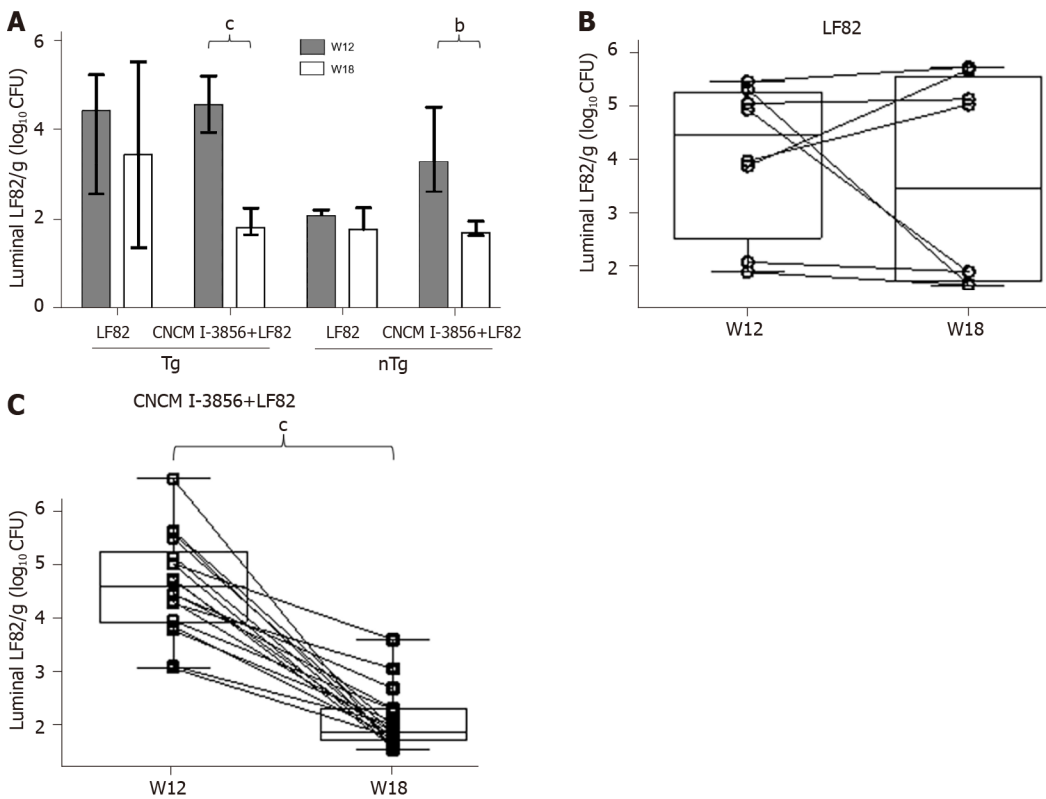 A
c
b
W12
W18
6
4
2
0
Luminal LF82/g (log₁₀ CFU)
LF82 CNCM I-3856+LF82 LF82 CNCM I-3856+LF82
Tg nTg
B
LF82
6
5
4
3
2
Luminal LF82/g (log₁₀ CFU)
W12 W18
C
CNCM I-3856+LF82
c
6
5
4
3
2
Luminal LF82/g (log₁₀ CFU)
W12 W18